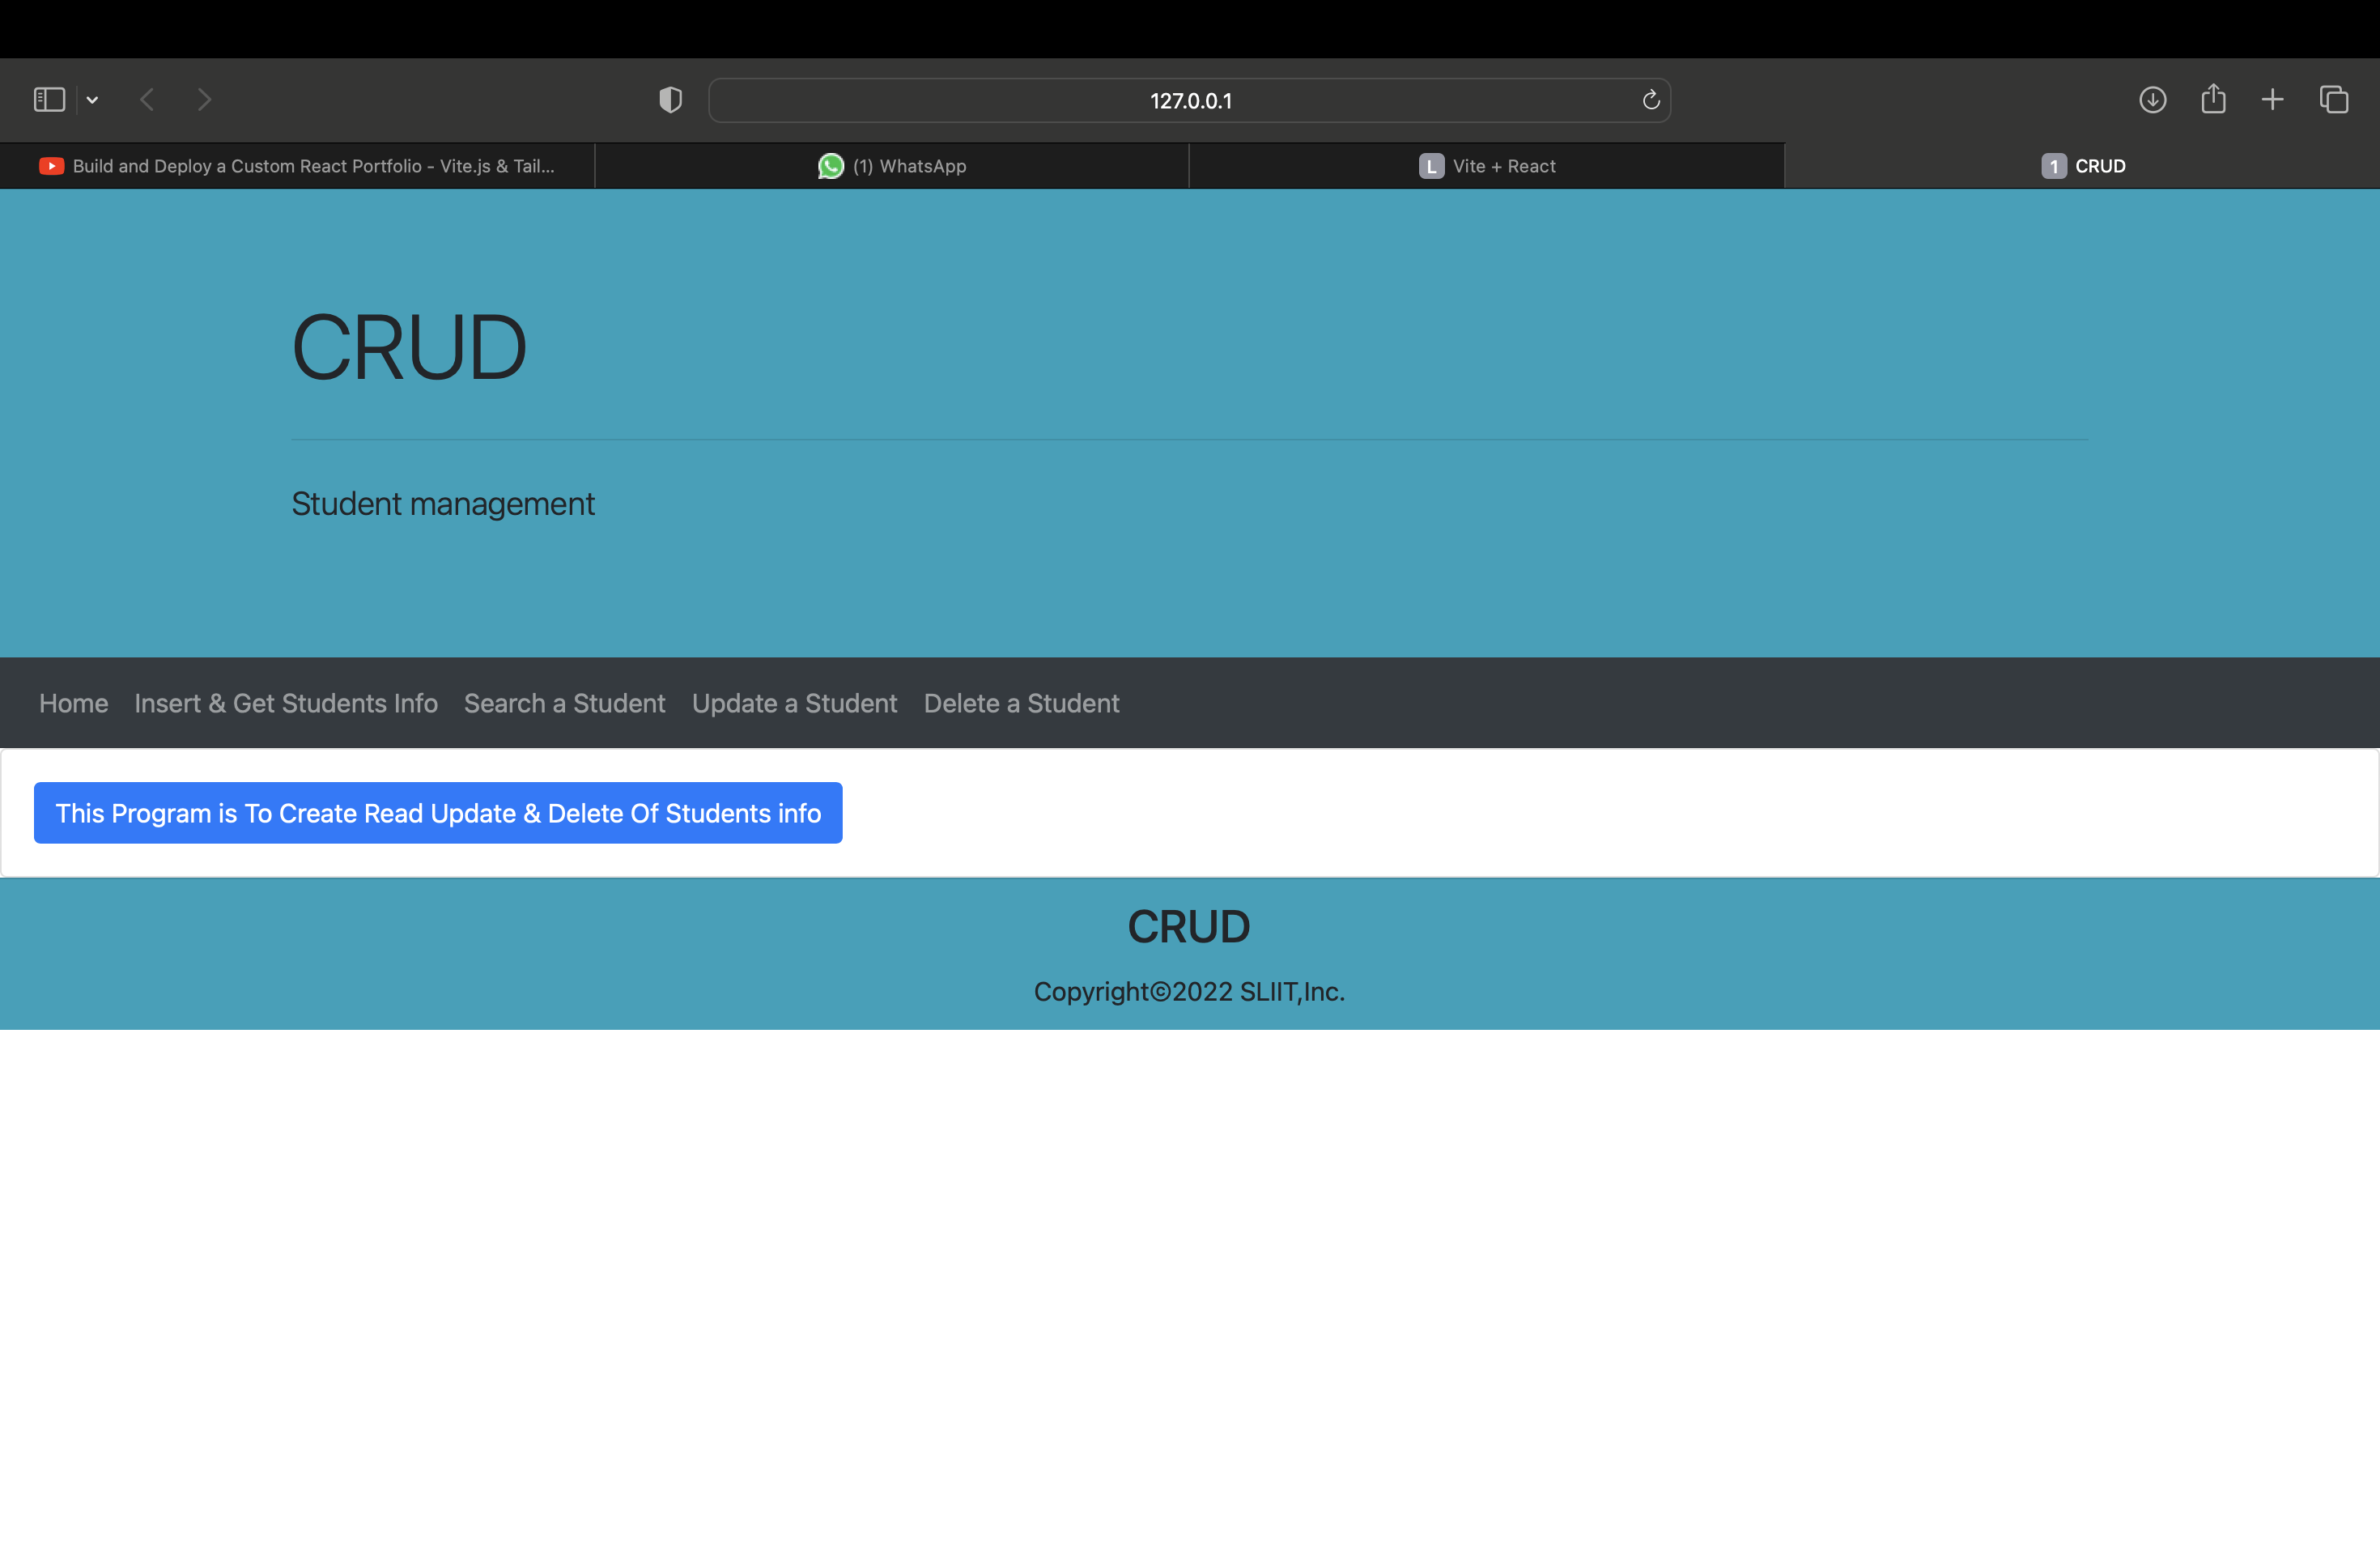 127.0.0.1
Build and Deploy a Custom React Portfolio - Vite.js & Tail...
(1) WhatsApp
L Vite + React
1 CRUD
CRUD
Student management
Home Insert & Get Students Info Search a Student Update a Student Delete a Student
This Program is To Create Read Update & Delete Of Students info
CRUD
Copyright©2022 SLIIT,Inc.